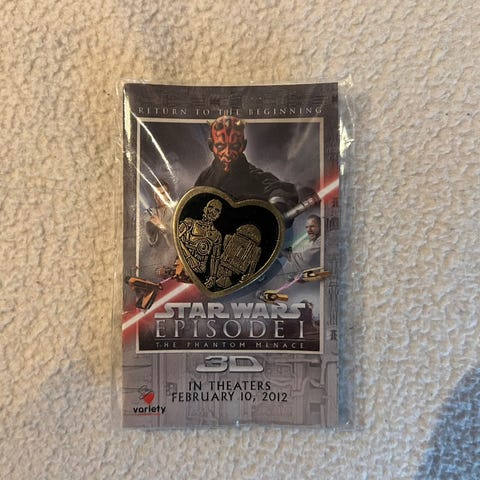 RETURN TO THE BEGINNING
STAR WARS
EPISODE I
THE PHANTOM MENACE
3D
IN THEATERS
FEBRUARY 10, 2012
variety